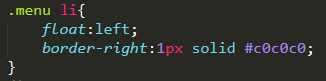 .menu li{
    float:left;
    border-right:1px solid #c0c0c0;
}